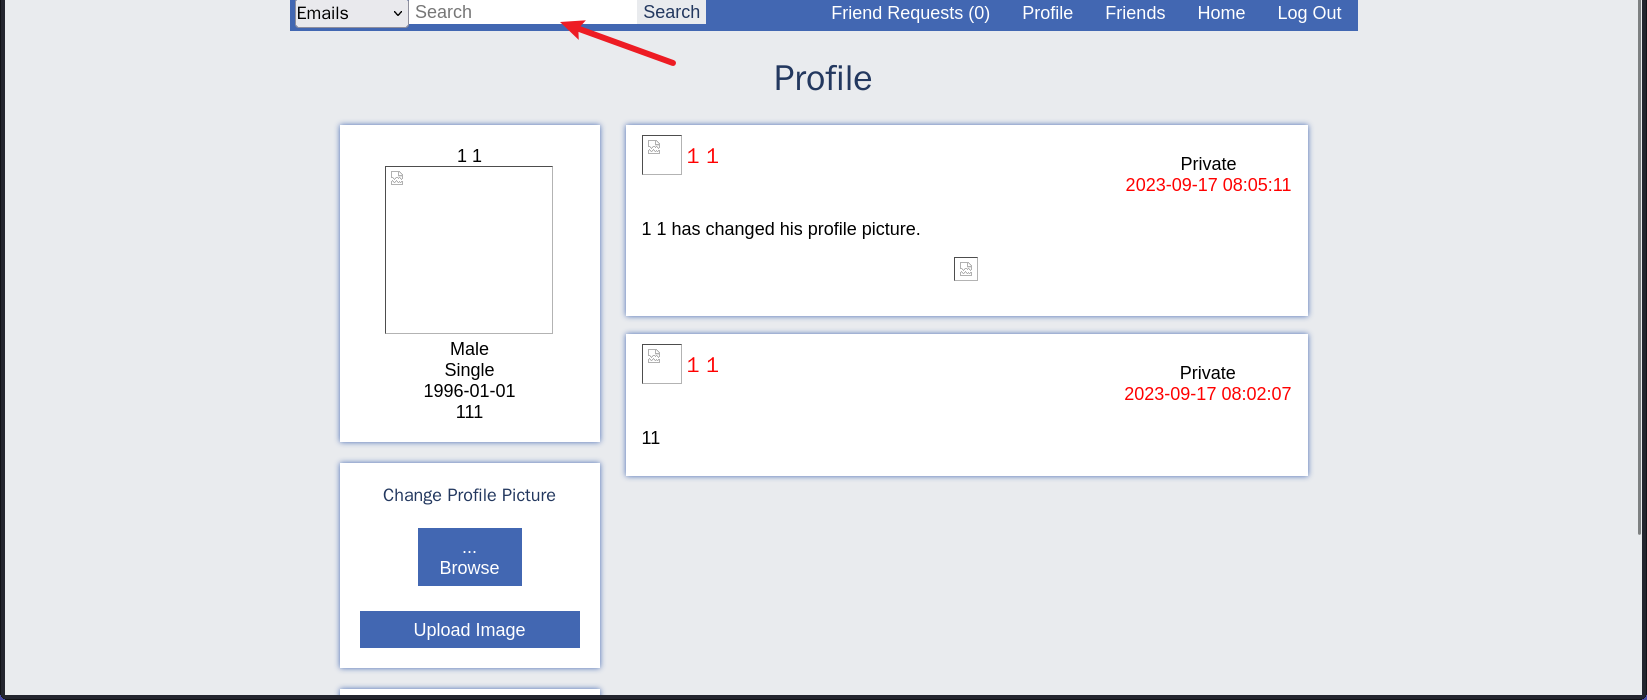 Emails Search Search Friend Requests (0) Profile Friends Home Log Out
Profile
1 1
Male
Single
1996-01-01
111
Change Profile Picture
...
Browse
Upload Image
1 1
Private
2023-09-17 08:05:11
1 1 has changed his profile picture.
1 1
Private
2023-09-17 08:02:07
11